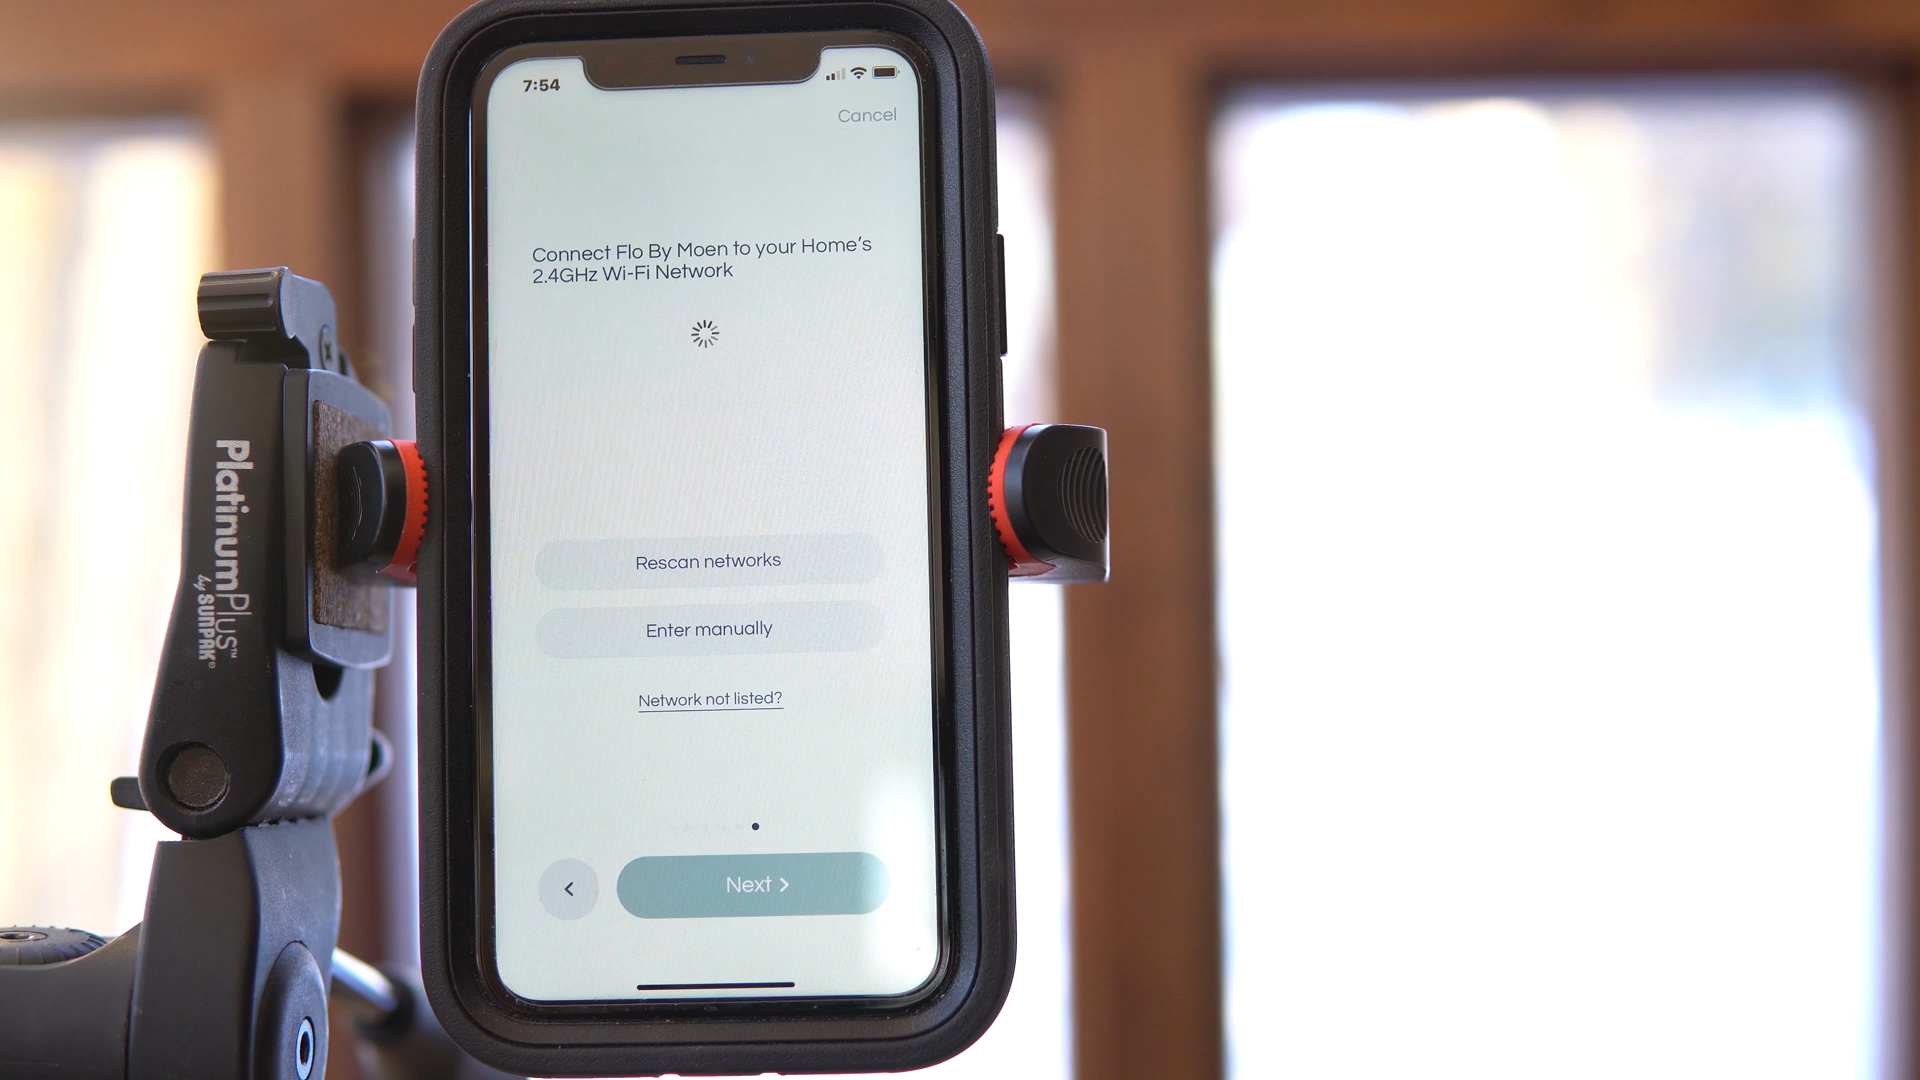 7:54
Cancel
Connect Flo By Moen to your Home's
2.4GHz Wi-Fi Network
Rescan networks
Enter manually
Network not listed?
Next
PlatinumPlus™
by SUNPAK®